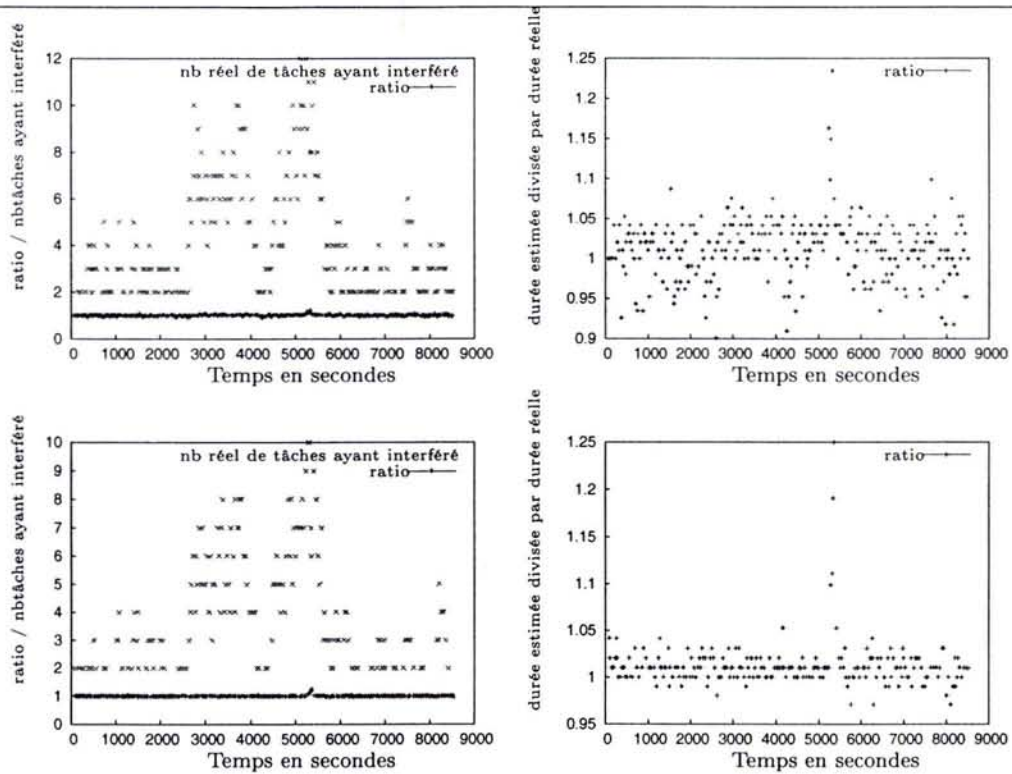 ratio / nbtâches ayant interféré
12
10
8
6
4
2
0
nb réel de tâches ayant interféré
ratio
0 1000 2000 3000 4000 5000 6000 7000 8000 9000
Temps en secondes
durée estimée divisée par durée réelle
1.25
1.2
1.15
1.1
1.05
1
0.95
0.9
ratio
0 1000 2000 3000 4000 5000 6000 7000 8000 9000
Temps en secondes
ratio / nbtâches ayant interféré
10
9
8
7
6
5
4
3
2
1
0
nb réel de tâches ayant interféré
ratio
0 1000 2000 3000 4000 5000 6000 7000 8000 9000
Temps en secondes
durée estimée divisée par durée réelle
1.25
1.2
1.15
1.1
1.05
1
0.95
ratio
0 1000 2000 3000 4000 5000 6000 7000 8000 9000
Temps en secondes